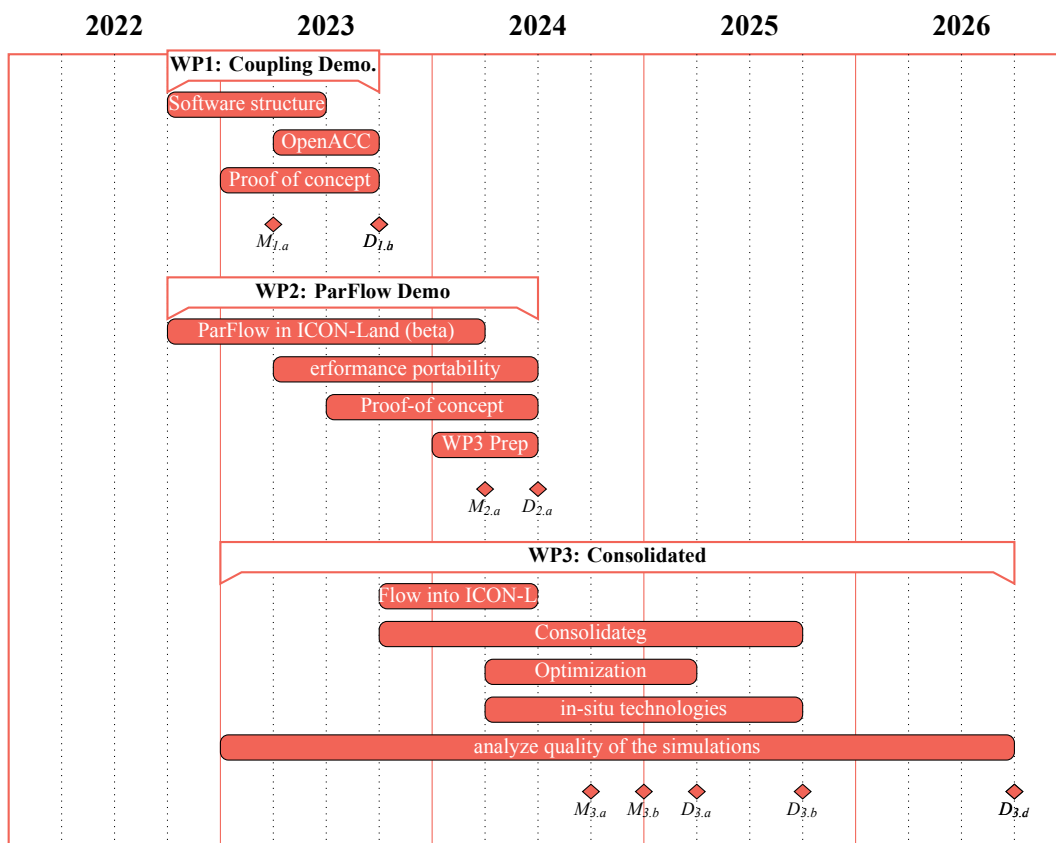 2022 2023 2024 2025 2026
WP1: Coupling Demo.
Software structure
OpenACC
Proof of concept
M1.a D1.b
WP2: ParFlow Demo
ParFlow in ICON-Land (beta)
erformance portability
Proof-of concept
WP3 Prep
M2.a D2.a
WP3: Consolidated
Flow into ICON-L
Consolidateg
Optimization
in-situ technologies
analyze quality of the simulations
M3.a M3.b D3.a D3.b D3.d